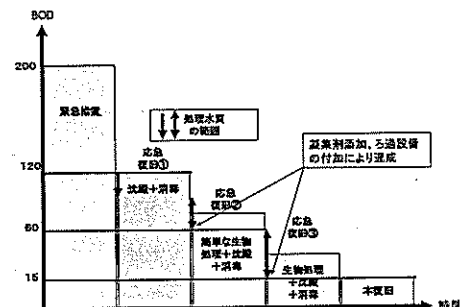 BOD
200
緊急措置
処理水質
の範囲
応急
復旧①
凝集剤添加、ろ過設備
の付加により達成
120
沈殿+消毒
応急
復旧②
応急
復旧③
60
簡単な生物
処理+沈殿
+消毒
生物処理
+沈殿
+消毒
15
本復旧
時間